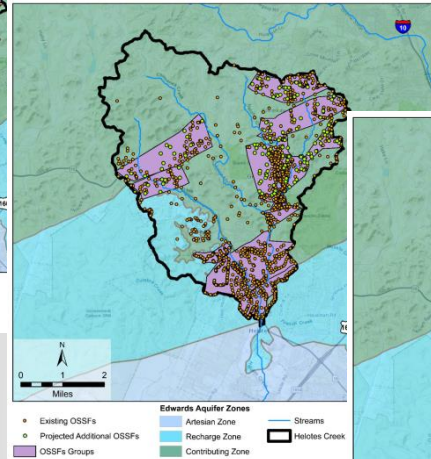 10
N
0 1 2
Miles
16
Existing OSSFs
Projected Additional OSSFs
OSSFs Groups
Edwards Aquifer Zones
Artesian Zone
Recharge Zone
Contributing Zone
Streams
Helotes Creek